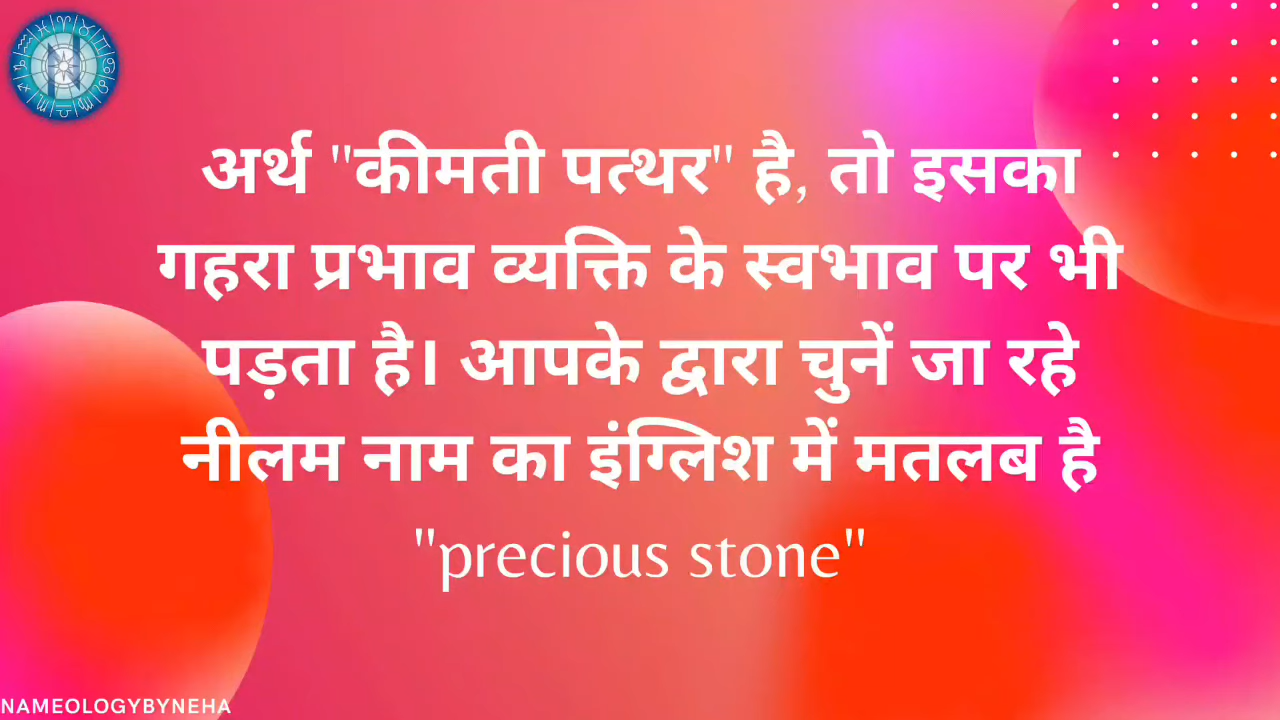 अर्थ "कीमती पत्थर" है, तो इसका
गहरा प्रभाव व्यक्ति के स्वभाव पर भी
पड़ता है। आपके द्वारा चुनें जा रहे
नीलम नाम का इंग्लिश में मतलब है
"precious stone"
NAMEOLOGYBYNEHA